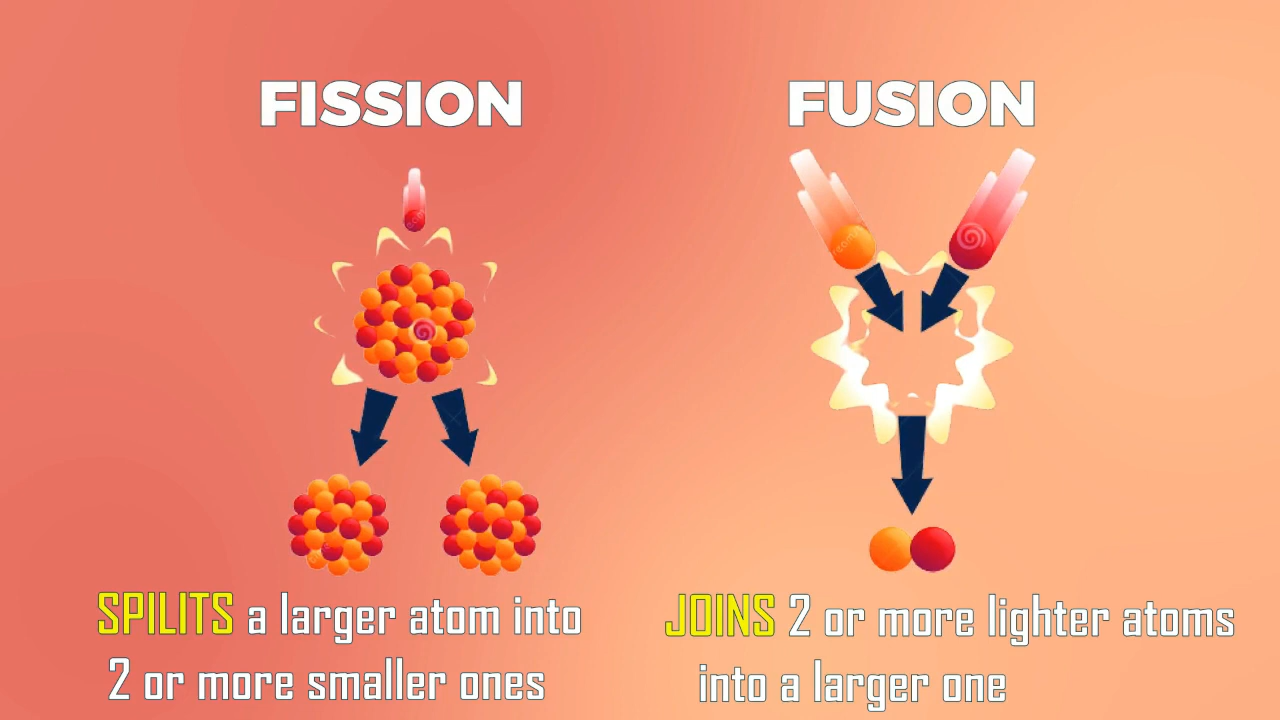 FISSION
FUSION
SPILITS a larger atom into
2 or more smaller ones
JOINS 2 or more lighter atoms
into a larger one